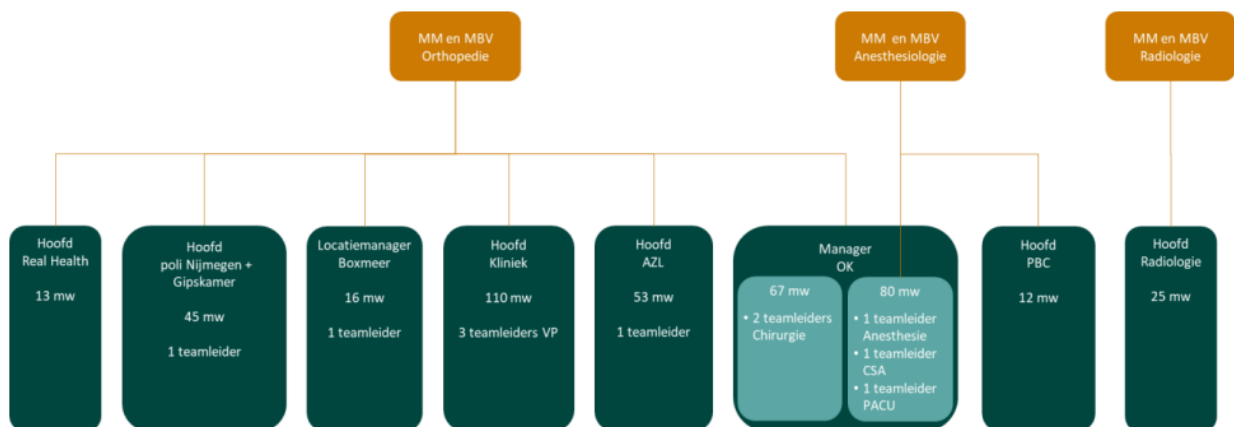 MM en MBV
Orthopedie
MM en MBV
Anesthesiologie
MM en MBV
Radiologie
Hoofd
Real Health
13 mw
Hoofd
poli Nijmegen +
Gipskamer
45 mw
1 teamleider
Locatiemanager
Boxmeer
16 mw
1 teamleider
Hoofd
Kliniek
110 mw
3 teamleiders VP
Hoofd
AZL
53 mw
1 teamleider
Manager
OK
67 mw
• 2 teamleiders
Chirurgie
80 mw
• 1 teamleider
Anesthesie
• 1 teamleider
CSA
• 1 teamleider
PACU
Hoofd
PBC
12 mw
Hoofd
Radiologie
25 mw